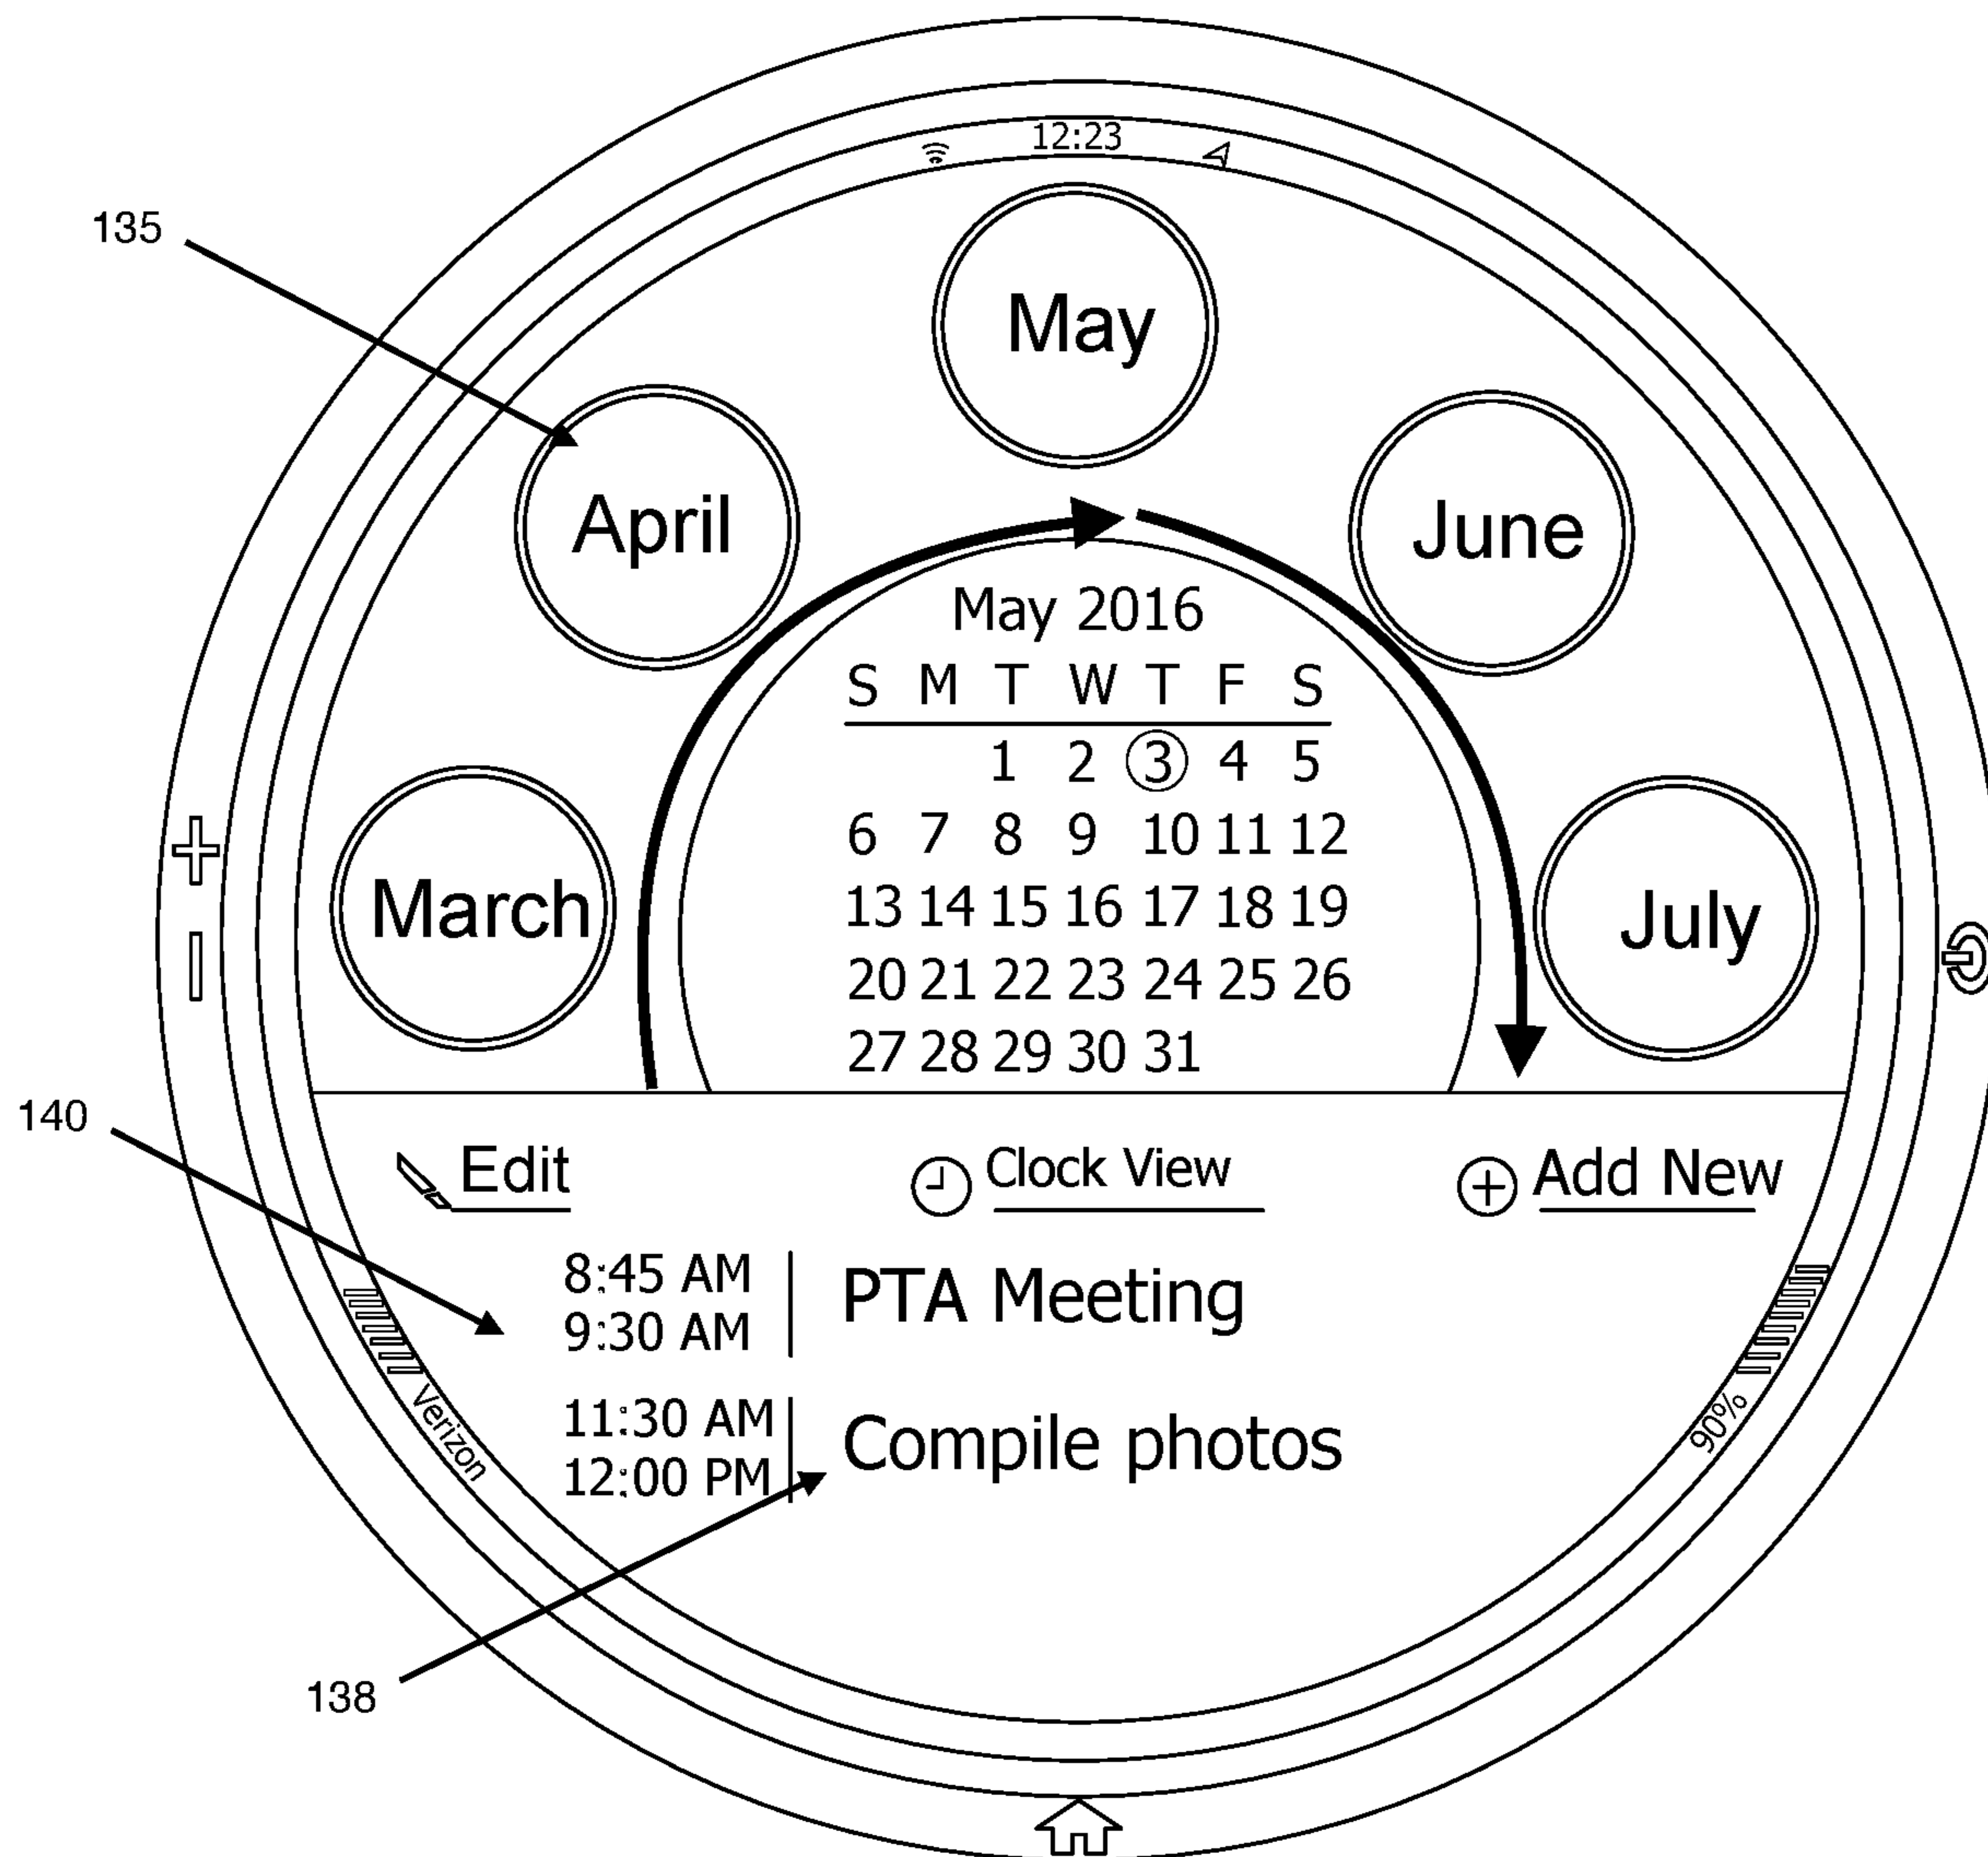 12:23
135
May
April
June
May 2016
S M T W T F S
1 2 3 4 5
6 7 8 9 10 11 12
13 14 15 16 17 18 19
20 21 22 23 24 25 26
27 28 29 30 31
March
July
140
Edit
Clock View
Add New
8:45 AM
9:30 AM
PTA Meeting
11:30 AM
12:00 PM
Compile photos
Verizon
90%
138